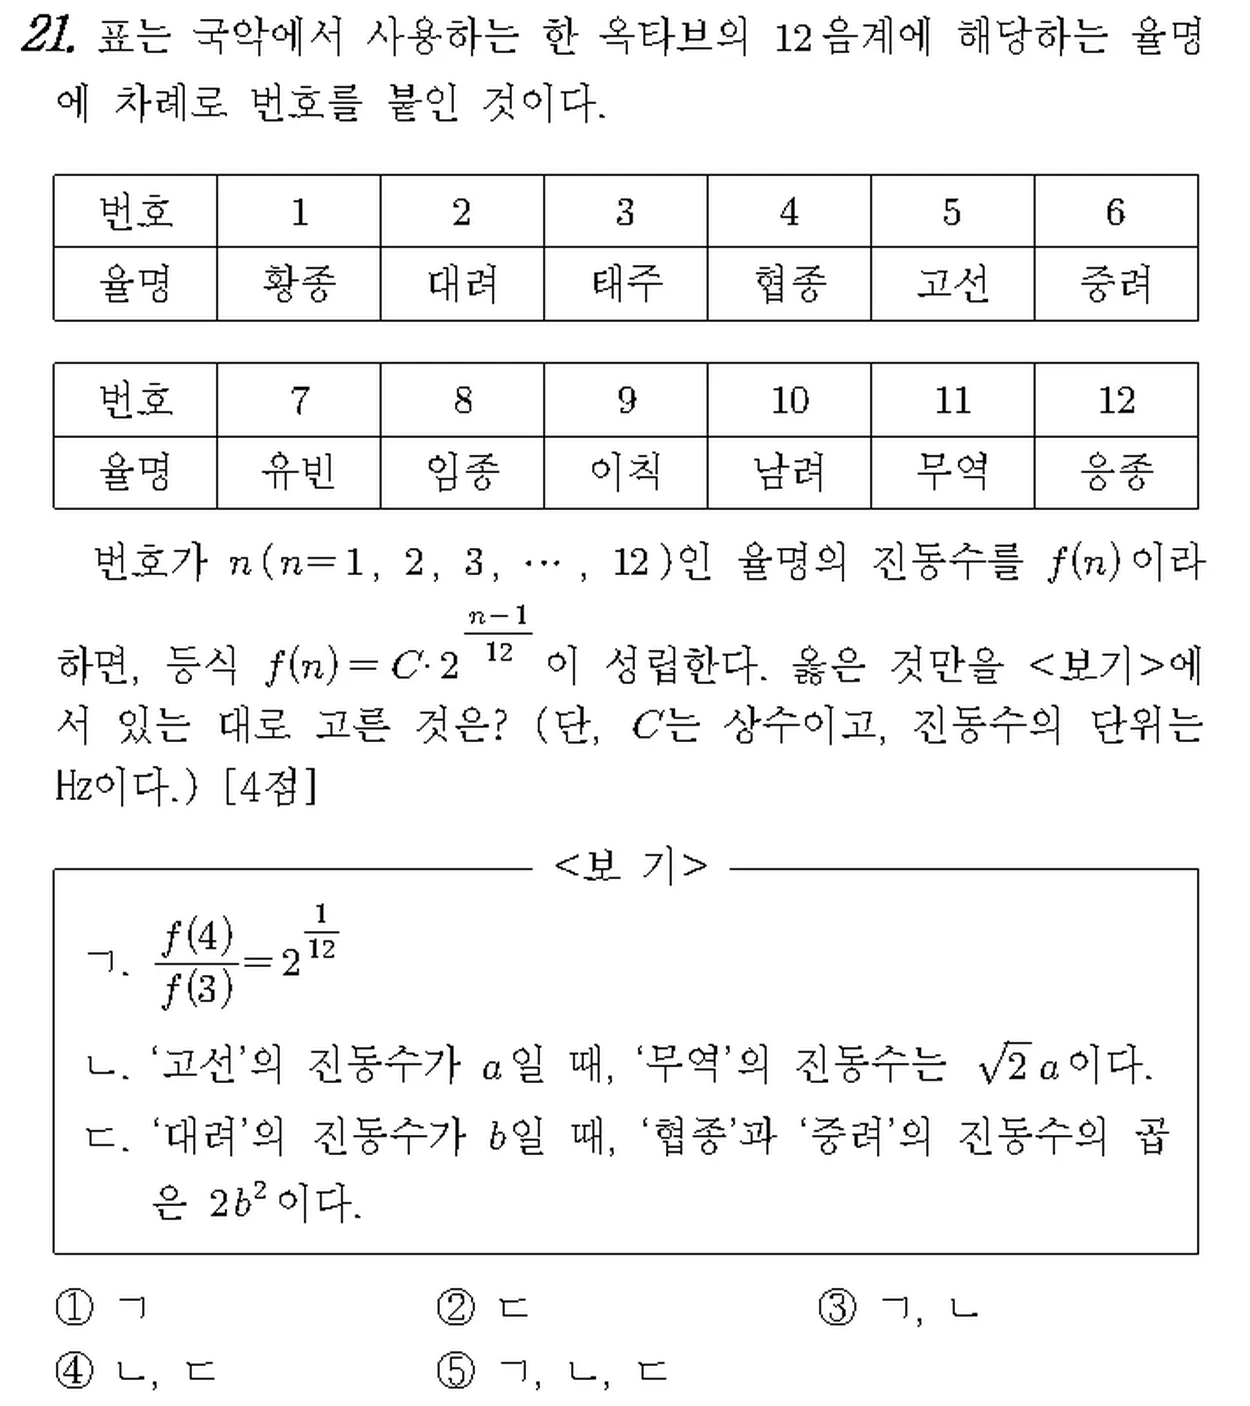 21. 표는 국악에서 사용하는 한 옥타브의 12음계에 해당하는 율명
에 차례로 번호를 붙인 것이다.
번호 1 2 3 4 5 6
율명 황종 대려 태주 협종 고선 중려
번호 7 8 9 10 11 12
율명 유빈 임종 이칙 남려 무역 응종
번호가 n(n=1, 2, 3, ⋯, 12)인 율명의 진동수를 f(n)이라
하면, 등식 f(n)=C·2^{\frac{n-1}{12}}이 성립한다. 옳은 것만을 <보기>에
서 있는 대로 고른 것은? (단, C는 상수이고, 진동수의 단위는
Hz이다.) [4점]
<보 기>
ㄱ. \frac{f(4)}{f(3)}=2^{\frac{1}{12}}
ㄴ. ‘고선’의 진동수가 a일 때, ‘무역’의 진동수는 √2a이다.
ㄷ. ‘대려’의 진동수가 b일 때, ‘협종’과 ‘중려’의 진동수의 곱
은 2b²이다.
① ㄱ ② ㄷ ③ ㄱ, ㄴ
④ ㄴ, ㄷ ⑤ ㄱ, ㄴ, ㄷ